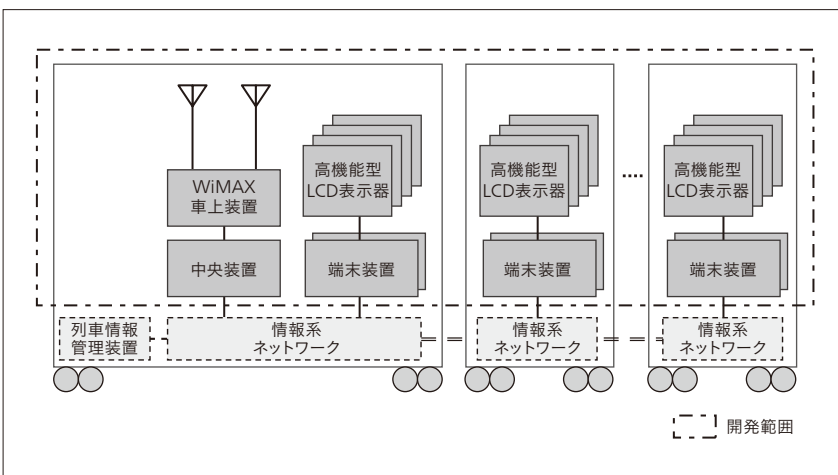 WiMAX
車上装置
高機能型
LCD表示器
高機能型
LCD表示器
‥‥
高機能型
LCD表示器
中央装置
端末装置
端末装置
端末装置
列車情報
管理装置
情報系
ネットワーク
情報系
ネットワーク
情報系
ネットワーク
開発範囲